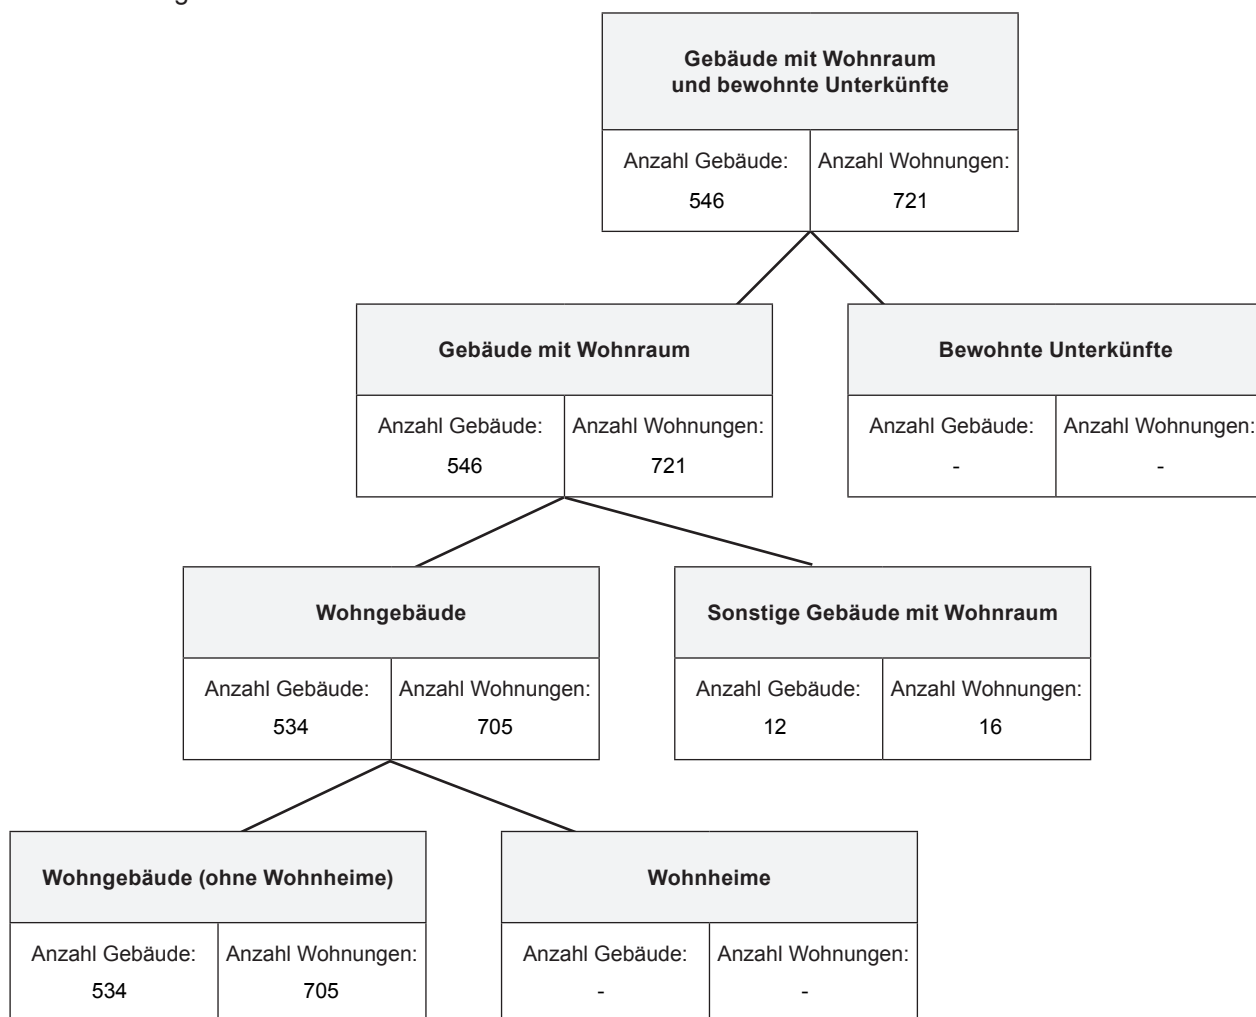 Gebäude mit Wohnraum
und bewohnte Unterkünfte
Anzahl Gebäude: Anzahl Wohnungen:
546 721
Gebäude mit Wohnraum
Anzahl Gebäude: Anzahl Wohnungen:
546 721
Bewohnte Unterkünfte
Anzahl Gebäude: Anzahl Wohnungen:
- -
Wohngebäude
Anzahl Gebäude: Anzahl Wohnungen:
534 705
Sonstige Gebäude mit Wohnraum
Anzahl Gebäude: Anzahl Wohnungen:
12 16
Wohngebäude (ohne Wohnheime)
Anzahl Gebäude: Anzahl Wohnungen:
534 705
Wohnheime
Anzahl Gebäude: Anzahl Wohnungen:
- -